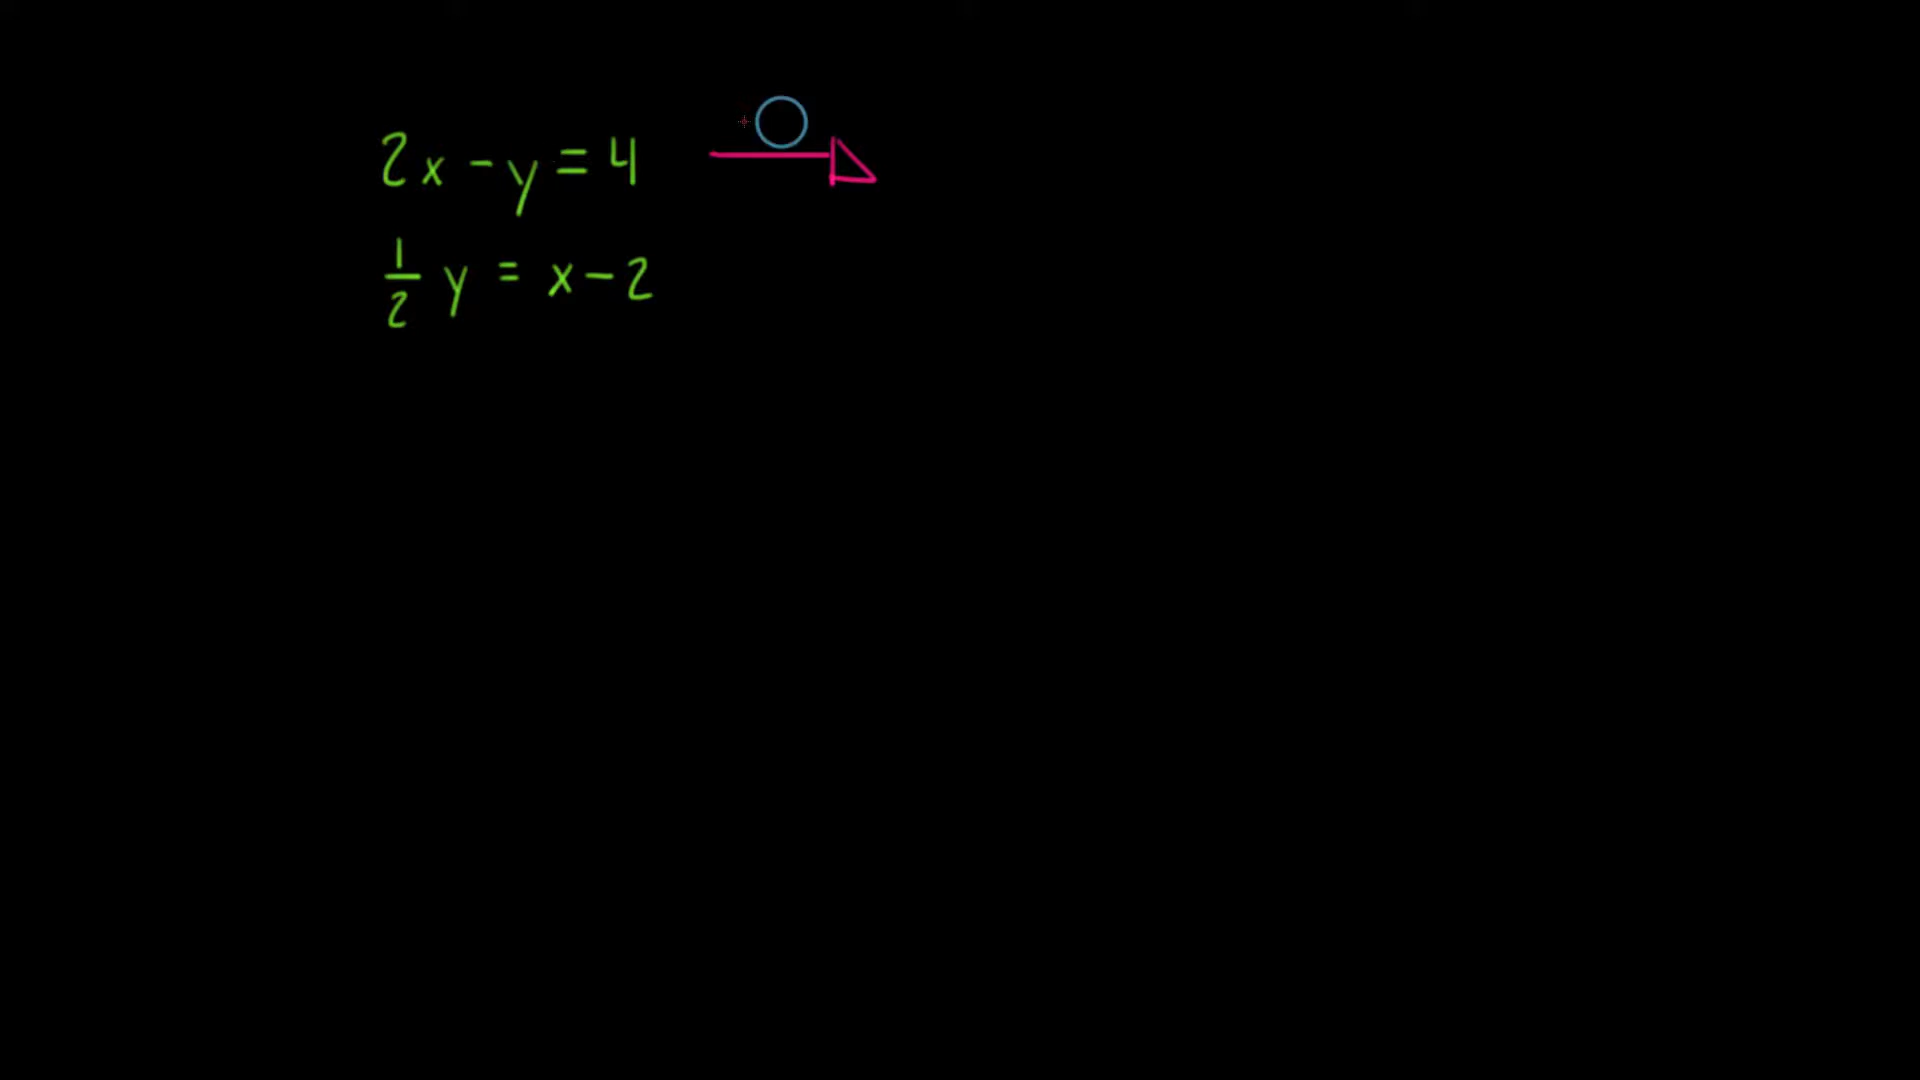 2x - y = 4
1/2 y = x - 2